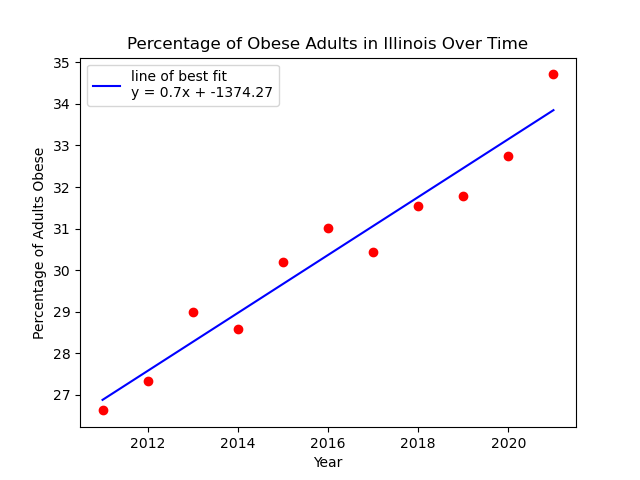 Percentage of Obese Adults in Illinois Over Time
line of best fit
y = 0.7x + -1374.27
35
34
33
32
31
30
29
28
27
Percentage of Adults Obese
2012 2014 2016 2018 2020
Year